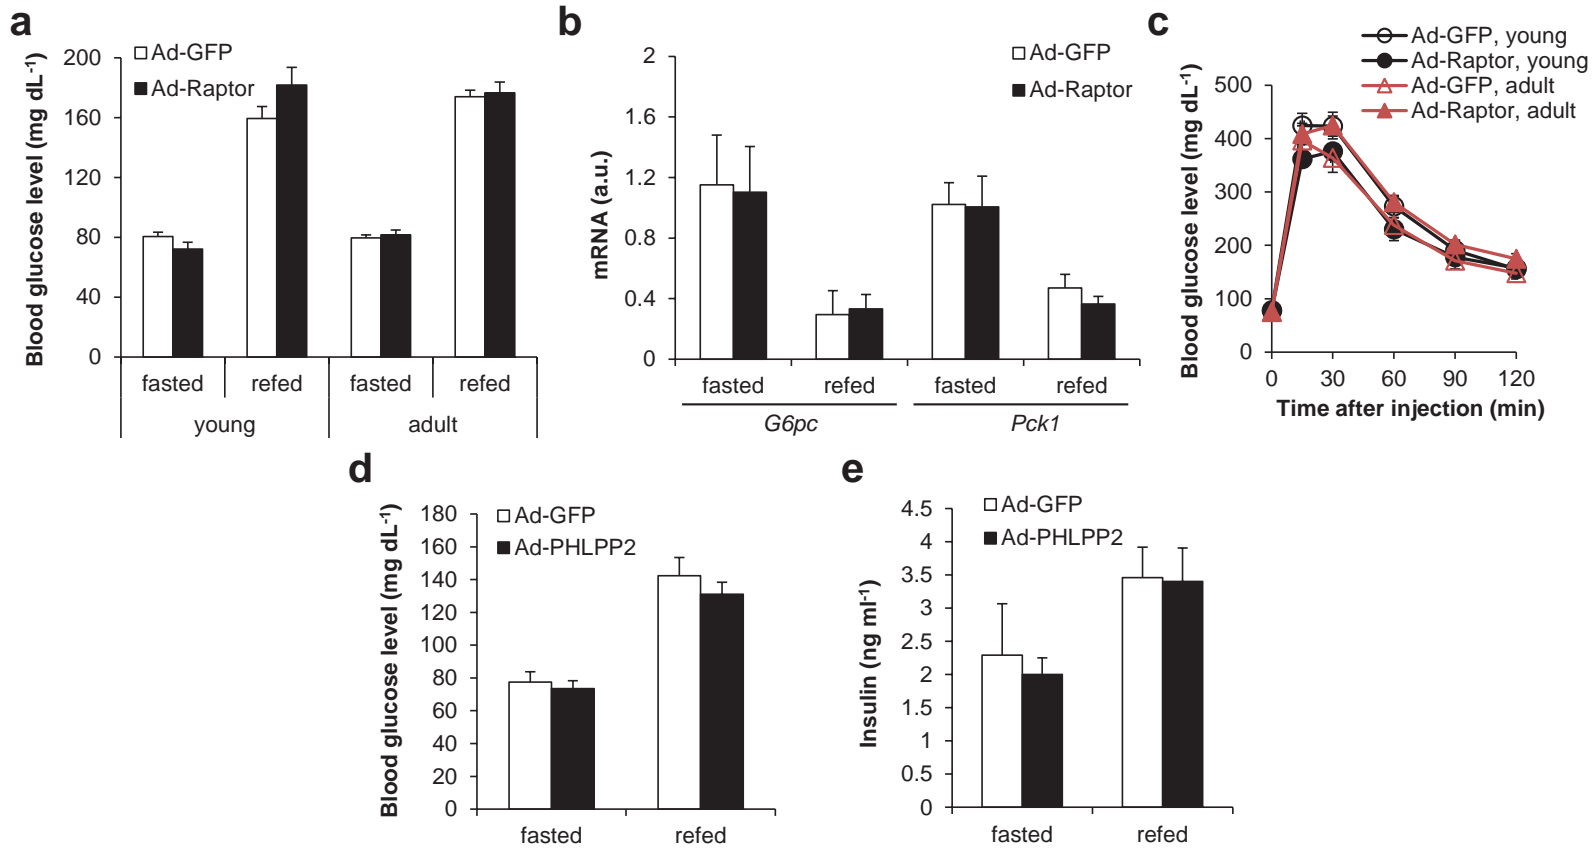 a
Ad-GFP
Ad-Raptor
Blood glucose level (mg dL-1)
200
160
120
80
40
0
fasted refed fasted refed
young adult
b
Ad-GFP
Ad-Raptor
mRNA (a.u.)
2
1.6
1.2
0.8
0.4
0
fasted refed fasted refed
G6pc Pck1
c
Ad-GFP, young
Ad-Raptor, young
Ad-GFP, adult
Ad-Raptor, adult
Blood glucose level (mg dL-1)
500
400
300
200
100
0
0 30 60 90 120
Time after injection (min)
d
Ad-GFP
Ad-PHLPP2
Blood glucose level (mg dL-1)
180
160
140
120
100
80
60
40
20
0
fasted refed
e
Ad-GFP
Ad-PHLPP2
Insulin (ng ml-1)
4.5
4
3.5
3
2.5
2
1.5
1
0.5
0
fasted refed